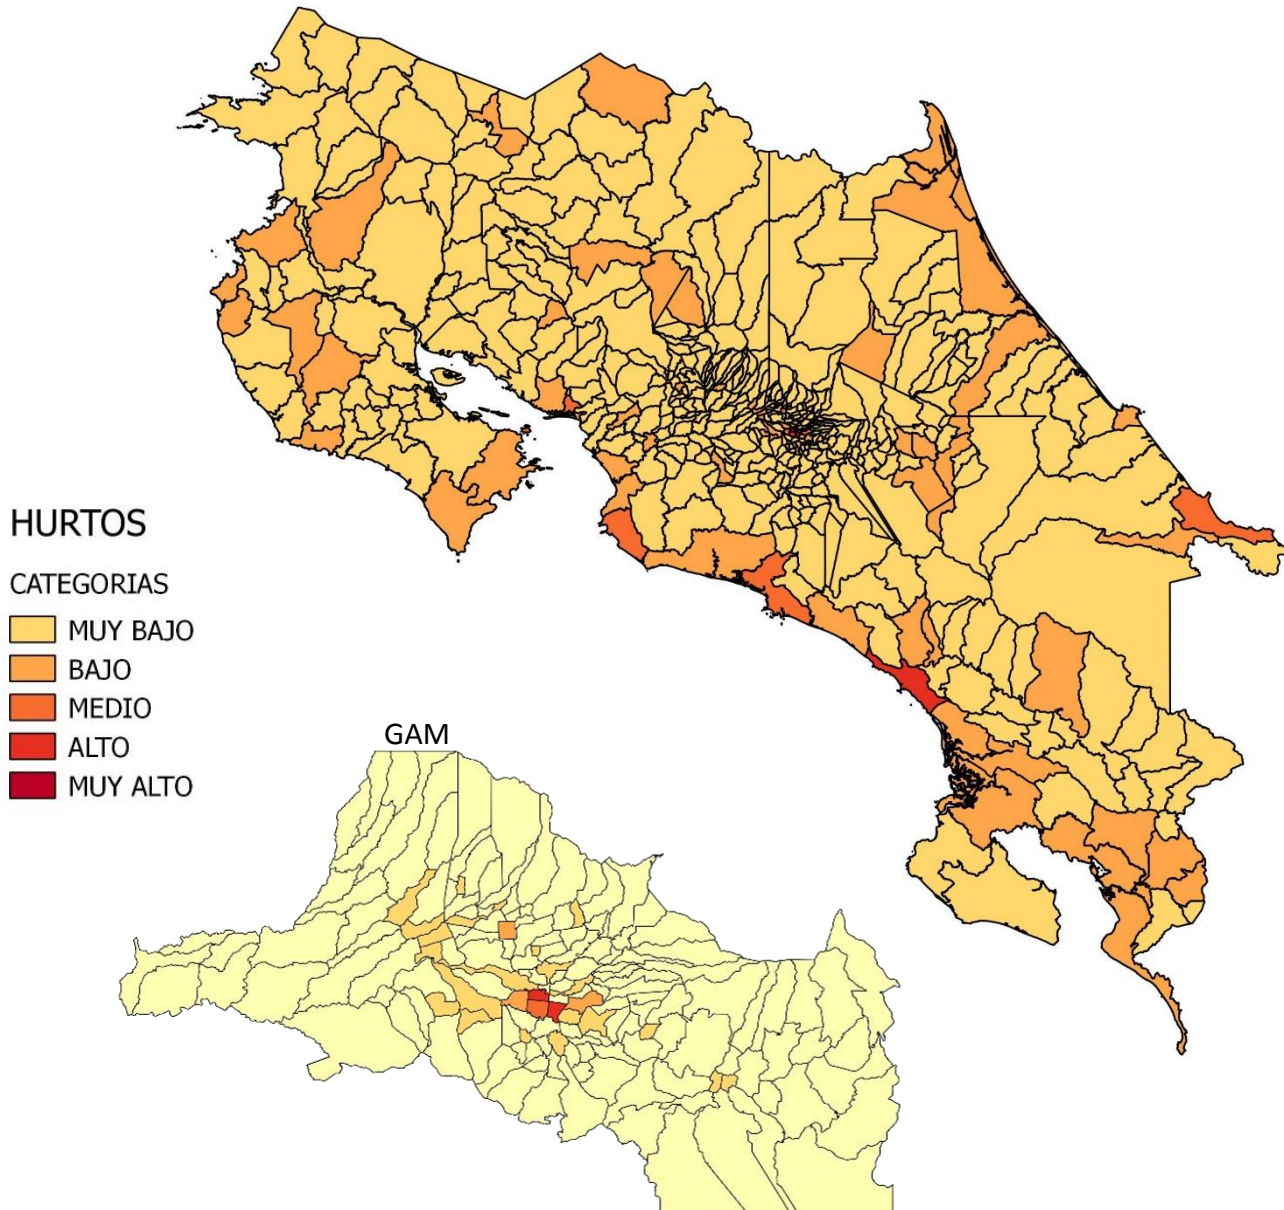 HURTOS
CATEGORIAS
MUY BAJO
BAJO
MEDIO
ALTO
MUY ALTO
GAM